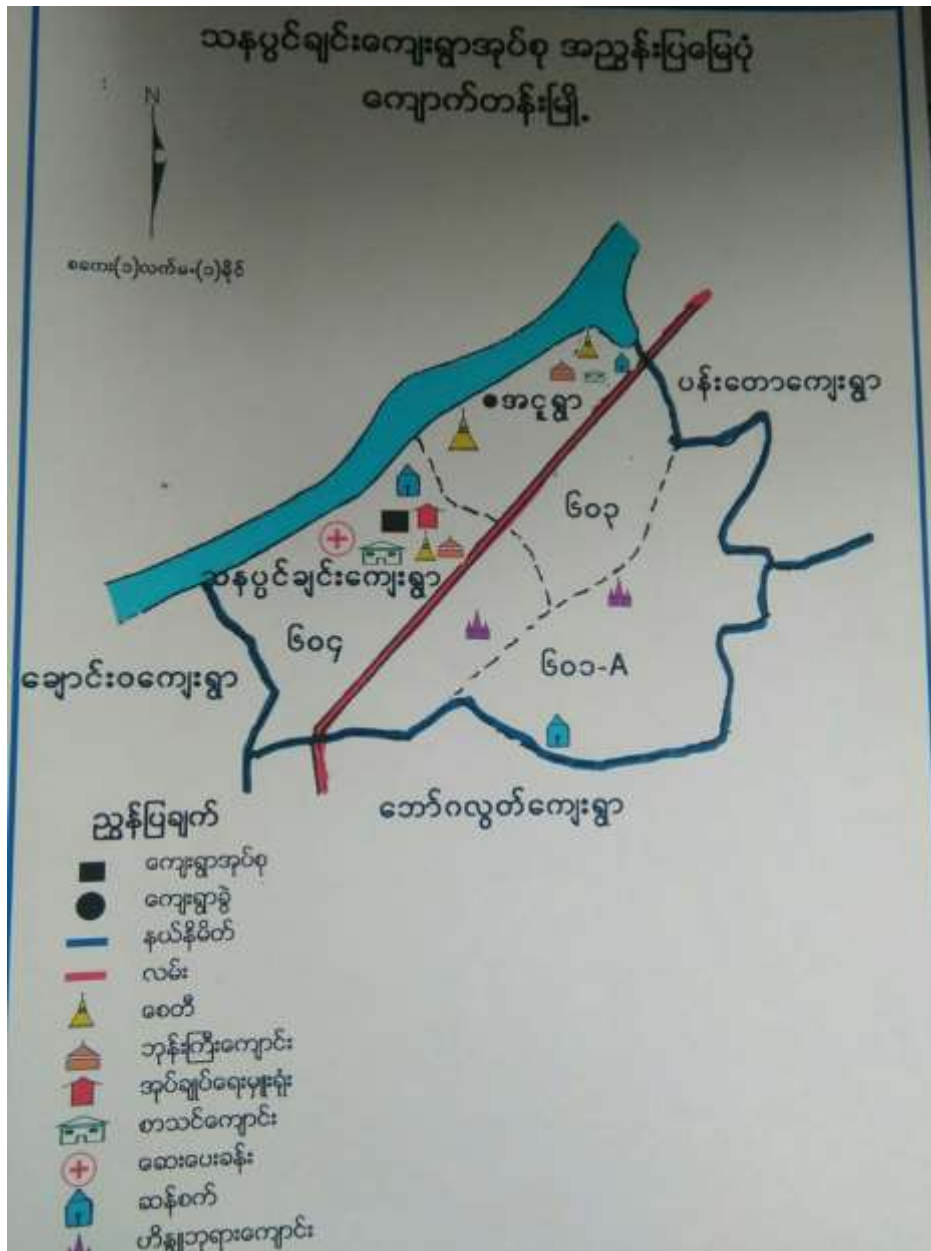 သနပ္ပင်ချင်းကျေးရွာအုပ်စု အညွှန်းပြမြေပုံ
ကျောက်တန်းမြို့
N
စကေး(၁)လက်မ=(၁)မိုင်
ပန်းတောကျေးရွာ
အငူရွာ
၆၀၃
သနပ္ပင်ချင်းကျေးရွာ
၆၀၄
၆၀၁-A
ချောင်းဝကျေးရွာ
ဘော်ဂလွတ်ကျေးရွာ
ညွှန်ပြချက်
ကျေးရွာအုပ်စု
ကျေးရွာခွဲ
နယ်နိမိတ်
လမ်း
စေတီ
ဘုန်းကြီးကျောင်း
အုပ်ချုပ်ရေးမှူးရုံး
စာသင်ကျောင်း
ဆေးပေးခန်း
ဆန်စက်
ဟိန္ဒူဘုရားကျောင်း